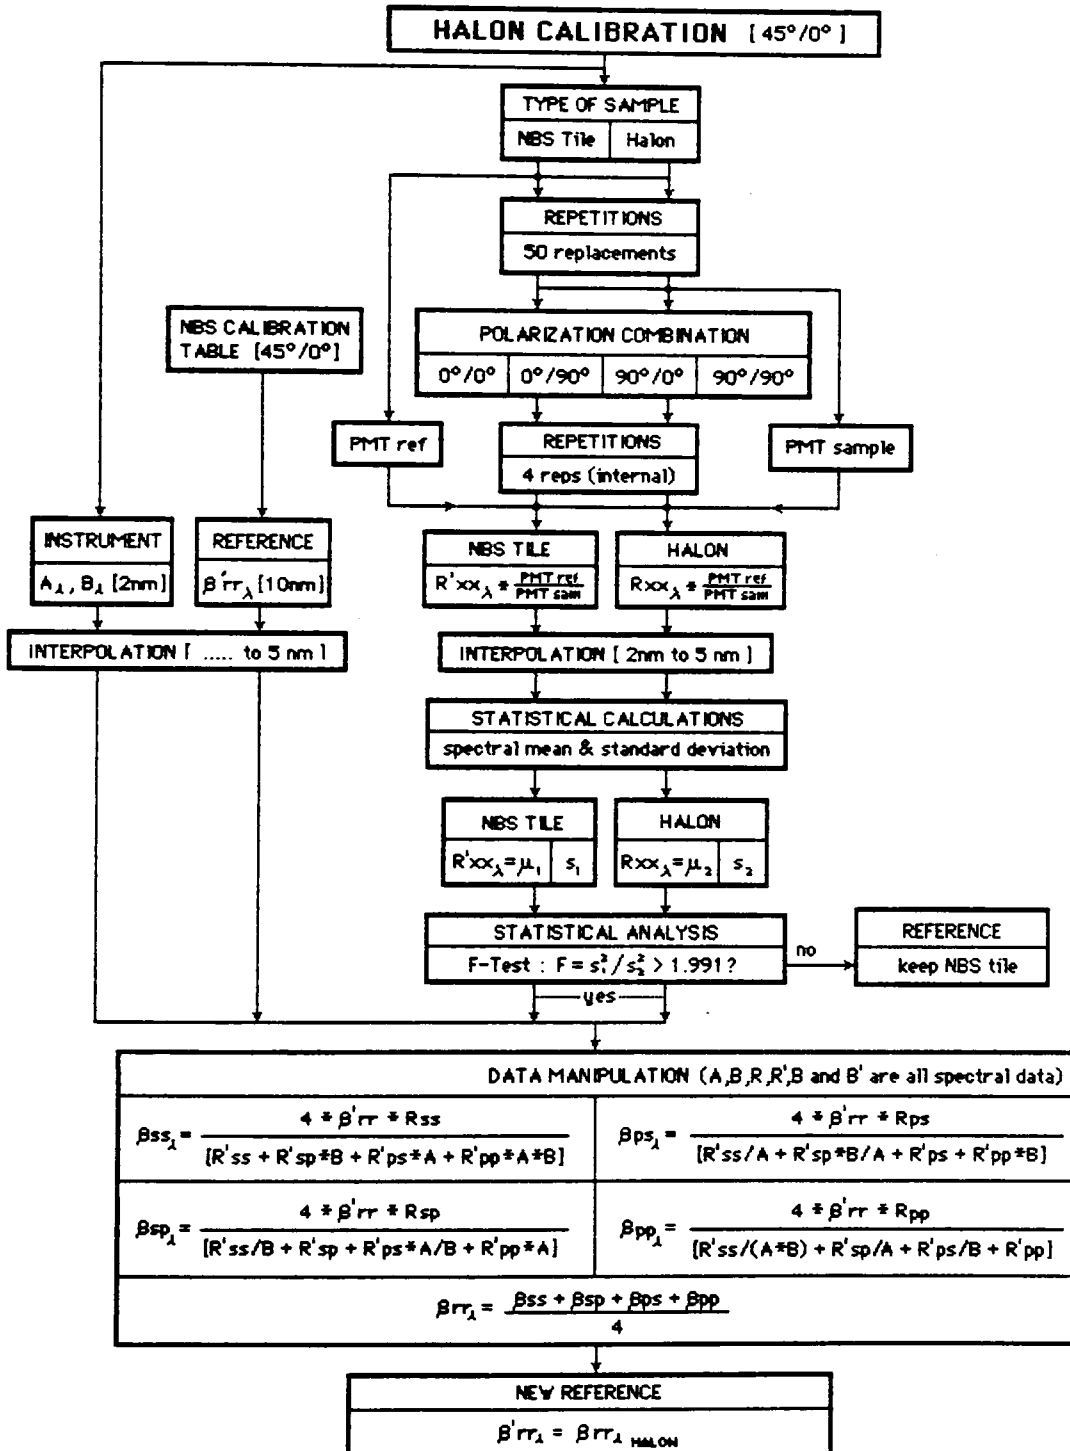 HALON CALIBRATION [45°/0°]
TYPE OF SAMPLE
NBS Tile Halon
REPETITIONS
50 replacements
NBS CALIBRATION
TABLE [45°/0°]
POLARIZATION COMBINATION
0°/0° 0°/90° 90°/0° 90°/90°
PMT ref
REPETITIONS
4 reps (internal)
PMT sample
INSTRUMENT
Aλ, Bλ [2nm]
REFERENCE
β'rrλ [10nm]
NBS TILE
R'xxλ * PMT ref / PMT sam
HALON
Rxxλ * PMT ref / PMT sam
INTERPOLATION [ ..... to 5 nm ]
INTERPOLATION [ 2nm to 5 nm ]
STATISTICAL CALCULATIONS
spectral mean & standard deviation
NBS TILE
R'xxλ = μ₁ s₁
HALON
Rxxλ = μ₂ s₂
STATISTICAL ANALYSIS
F-Test : F = s₁²/s₂² > 1.991?
no
REFERENCE
keep NBS tile
yes
DATA MANIPULATION (A,B,R,R',B and B' are all spectral data)
βssλ = 4 * β'rr * Rss / [R'ss + R'sp*B + R'ps*A + R'pp*A*B]
βpsλ = 4 * β'rr * Rps / [R'ss/A + R'sp*B/A + R'ps + R'pp*B]
βspλ = 4 * β'rr * Rsp / [R'ss/B + R'sp + R'ps*A/B + R'pp*A]
βppλ = 4 * β'rr * Rpp / [R'ss/(A*B) + R'sp/A + R'ps/B + R'pp]
βrrλ = βss + βsp + βps + βpp / 4
NEW REFERENCE
β'rrλ = βrrλ HALON